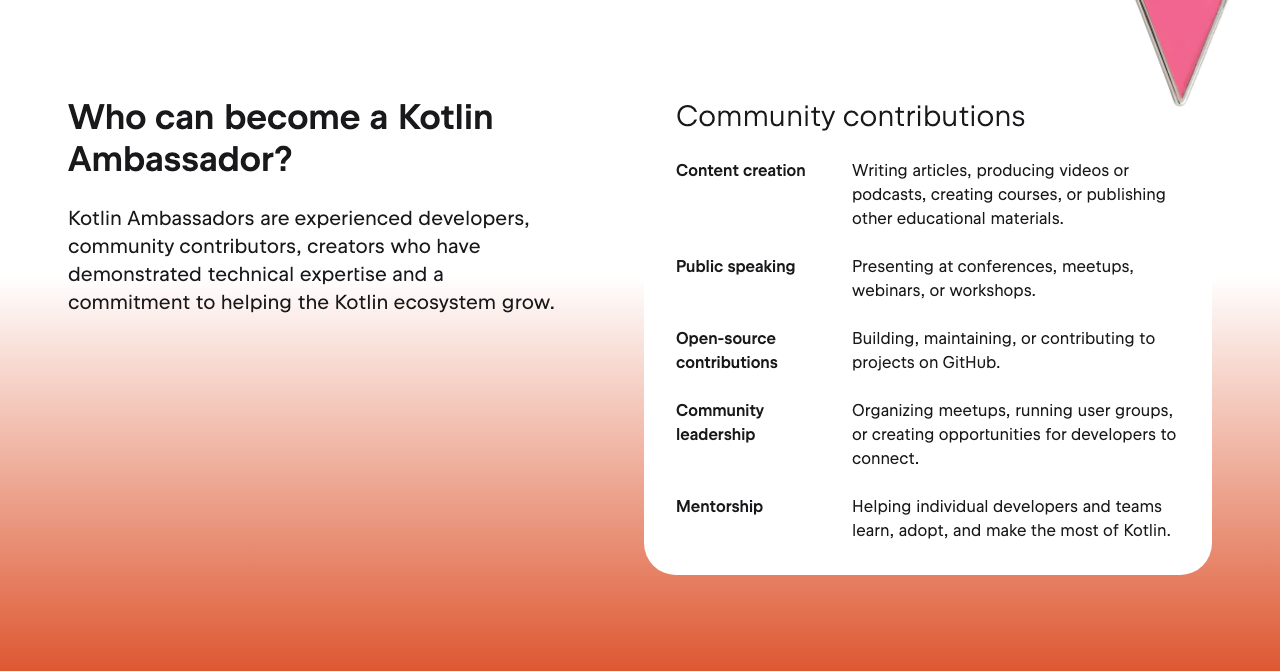 Who can become a Kotlin
Ambassador?
Kotlin Ambassadors are experienced developers,
community contributors, creators who have
demonstrated technical expertise and a
commitment to helping the Kotlin ecosystem grow.
Community contributions
Content creation
Writing articles, producing videos or
podcasts, creating courses, or publishing
other educational materials.
Public speaking
Presenting at conferences, meetups,
webinars, or workshops.
Open-source
contributions
Building, maintaining, or contributing to
projects on GitHub.
Community
leadership
Organizing meetups, running user groups,
or creating opportunities for developers to
connect.
Mentorship
Helping individual developers and teams
learn, adopt, and make the most of Kotlin.